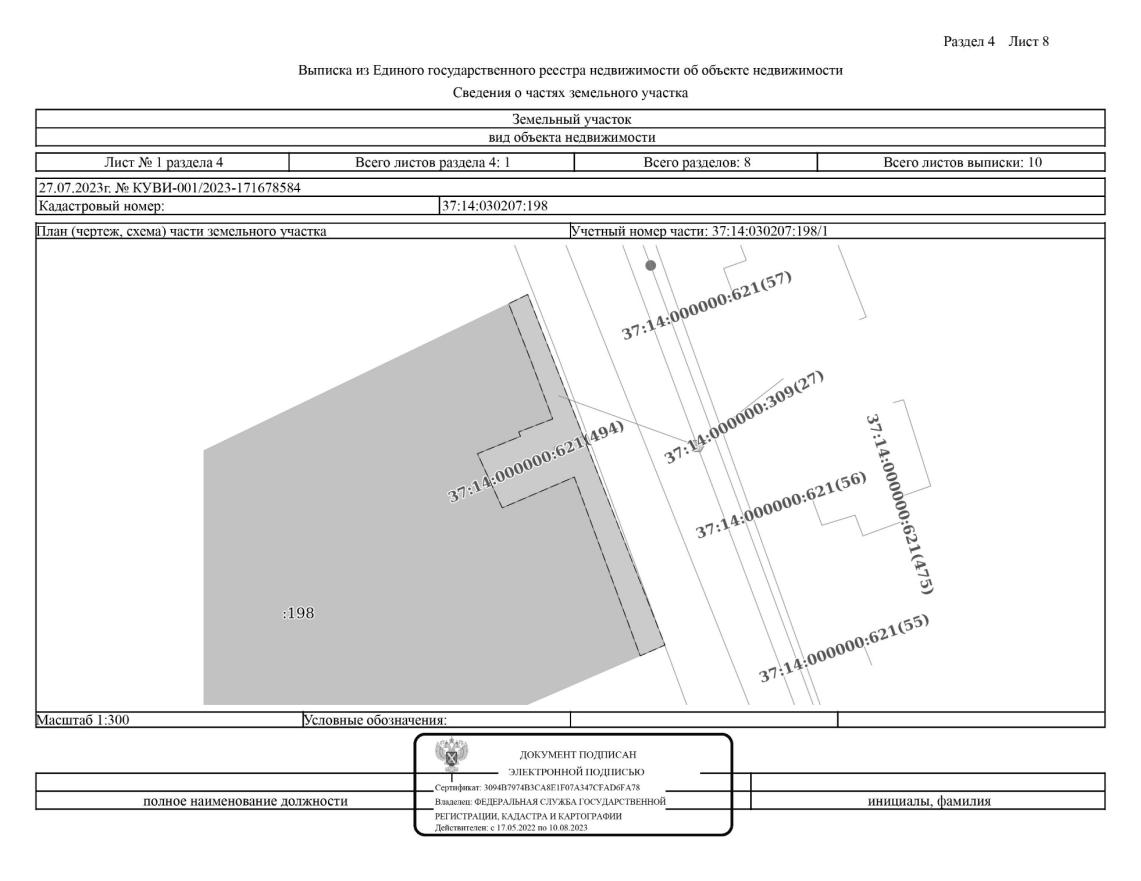 Раздел 4 Лист 8
Выписка из Единого государственного реестра недвижимости об объекте недвижимости
Сведения о частях земельного участка
Земельный участок
вид объекта недвижимости
Лист № 1 раздела 4 Всего листов раздела 4: 1 Всего разделов: 8 Всего листов выписки: 10
27.07.2023г. № КУВИ-001/2023-171678584
Кадастровый номер: 37:14:030207:198
План (чертеж, схема) части земельного участка Учетный номер части: 37:14:030207:198/1
37:14:000000:621(57)
37:14:000000:309(27)
37:14:000000:621(494)
37:14:000000:621(56)
37:14:000000:621(475)
:198
37:14:000000:621(55)
Масштаб 1:300 Условные обозначения:
ДОКУМЕНТ ПОДПИСАН
ЭЛЕКТРОННОЙ ПОДПИСЬЮ
Сертификат: 3094B7974B3CA8E1F07A347CFAD6FA78
Владелец: ФЕДЕРАЛЬНАЯ СЛУЖБА ГОСУДАРСТВЕННОЙ
РЕГИСТРАЦИИ, КАДАСТРА И КАРТОГРАФИИ
Действителен: с 17.05.2022 по 10.08.2023
полное наименование должности инициалы, фамилия